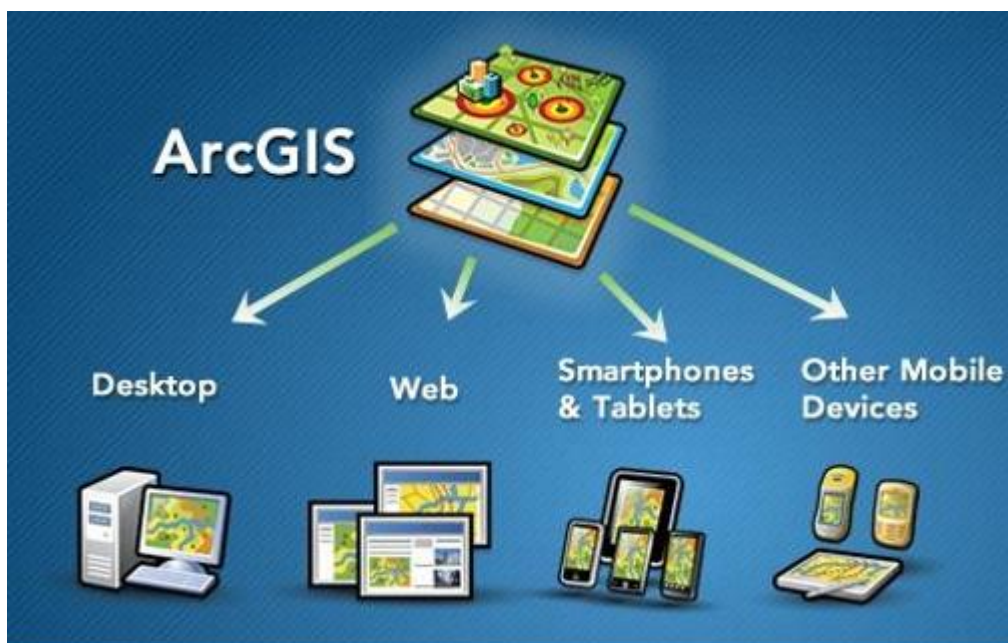 ArcGIS
Desktop
Web
Smartphones
& Tablets
Other Mobile
Devices